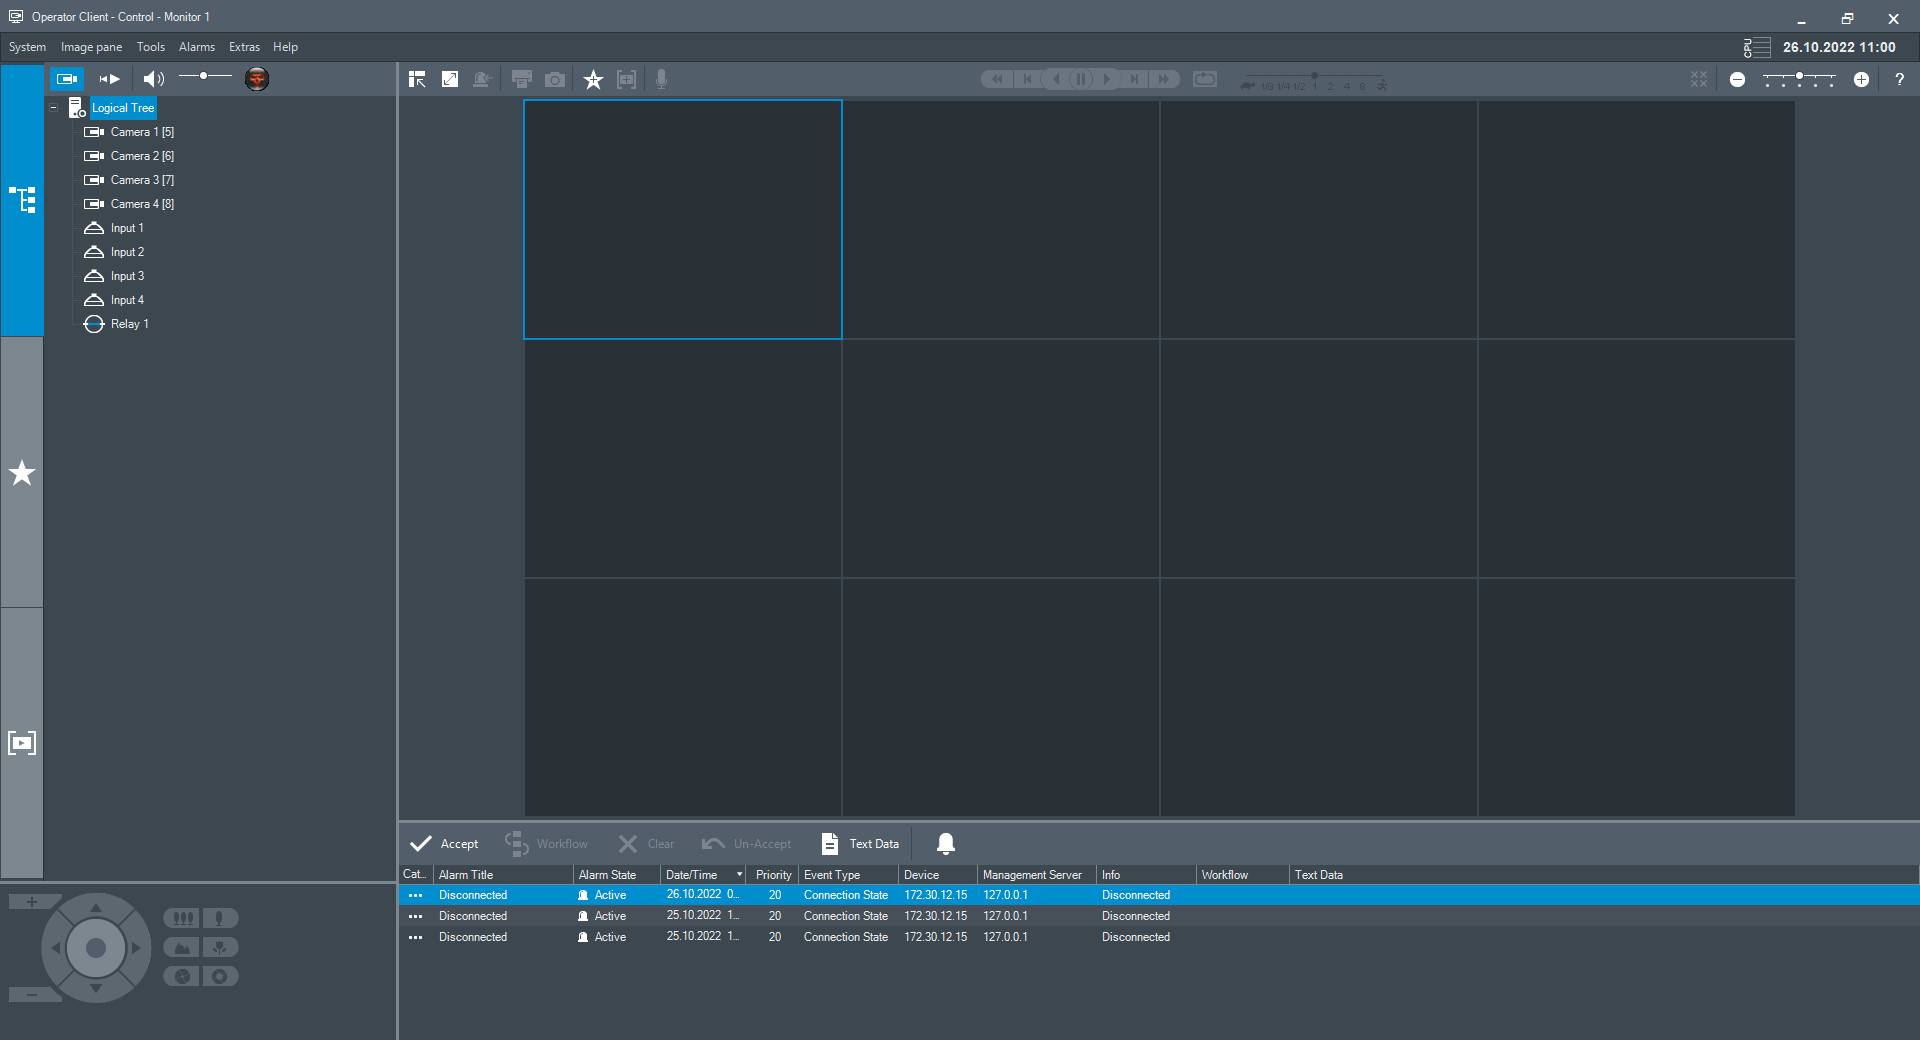 Operator Client - Control - Monitor 1
System Image pane Tools Alarms Extras Help
CPU 26.10.2022 11:00
1/8 1/4 1/2 1 2 4 8
?
Logical Tree
Camera 1 [5]
Camera 2 [6]
Camera 3 [7]
Camera 4 [8]
Input 1
Input 2
Input 3
Input 4
Relay 1
Accept Workflow Clear Un-Accept Text Data
Cat... Alarm Title Alarm State Date/Time Priority Event Type Device Management Server Info Workflow Text Data
Disconnected Active 26.10.2022 0... 20 Connection State 172.30.12.15 127.0.0.1 Disconnected
Disconnected Active 25.10.2022 1... 20 Connection State 172.30.12.15 127.0.0.1 Disconnected
Disconnected Active 25.10.2022 1... 20 Connection State 172.30.12.15 127.0.0.1 Disconnected